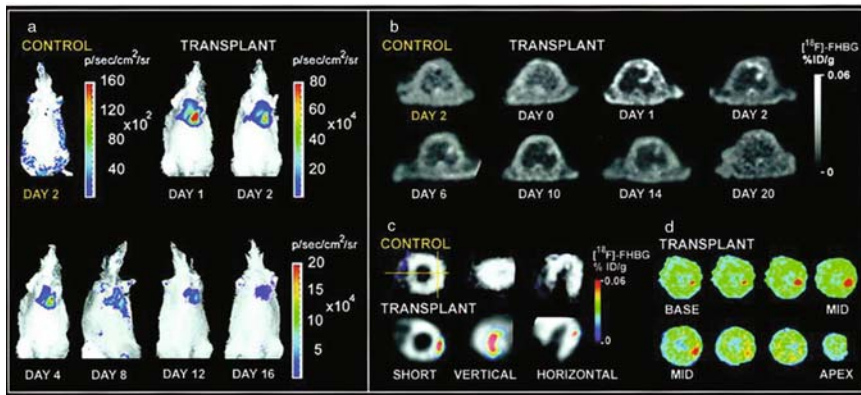 a
CONTROL
TRANSPLANT
p/sec/cm²/sr
160
120
80
40
x10²
p/sec/cm²/sr
80
60
40
20
x10⁴
DAY 2
DAY 1
DAY 2
p/sec/cm²/sr
20
15
10
5
x10⁴
DAY 4
DAY 8
DAY 12
DAY 16
b
CONTROL
TRANSPLANT
[¹⁸F]-FHBG
%ID/g
0.06
0
DAY 2
DAY 0
DAY 1
DAY 2
DAY 6
DAY 10
DAY 14
DAY 20
c
CONTROL
[¹⁸F]-FHBG
% ID/g
0.06
0
TRANSPLANT
SHORT
VERTICAL
HORIZONTAL
d
TRANSPLANT
BASE
MID
MID
APEX